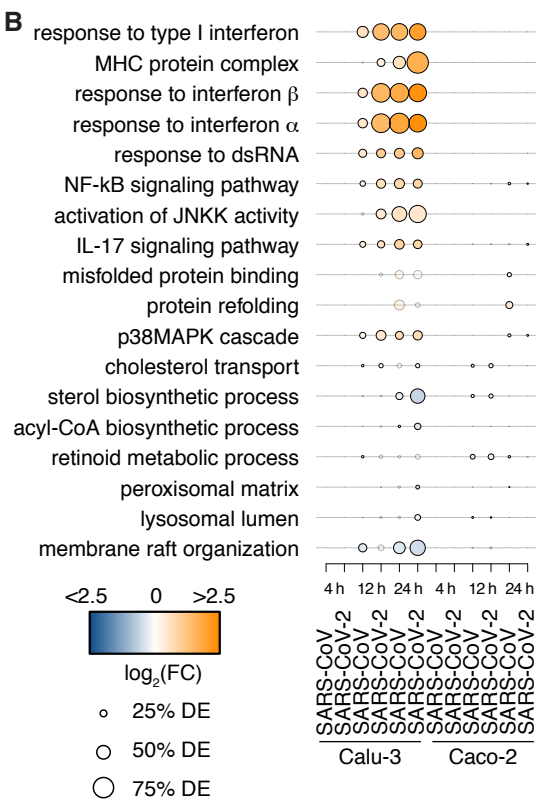 B
response to type I interferon
MHC protein complex
response to interferon β
response to interferon α
response to dsRNA
NF-kB signaling pathway
activation of JNKK activity
IL-17 signaling pathway
misfolded protein binding
protein refolding
p38MAPK cascade
cholesterol transport
sterol biosynthetic process
acyl-CoA biosynthetic process
retinoid metabolic process
peroxisomal matrix
lysosomal lumen
membrane raft organization
4 h 12 h 24 h 4 h 12 h 24 h
SARS-CoV
SARS-CoV-2
SARS-CoV
SARS-CoV-2
SARS-CoV
SARS-CoV-2
SARS-CoV
SARS-CoV-2
SARS-CoV
SARS-CoV-2
SARS-CoV
SARS-CoV-2
Calu-3 Caco-2
<2.5 0 >2.5
log2(FC)
25% DE
50% DE
75% DE